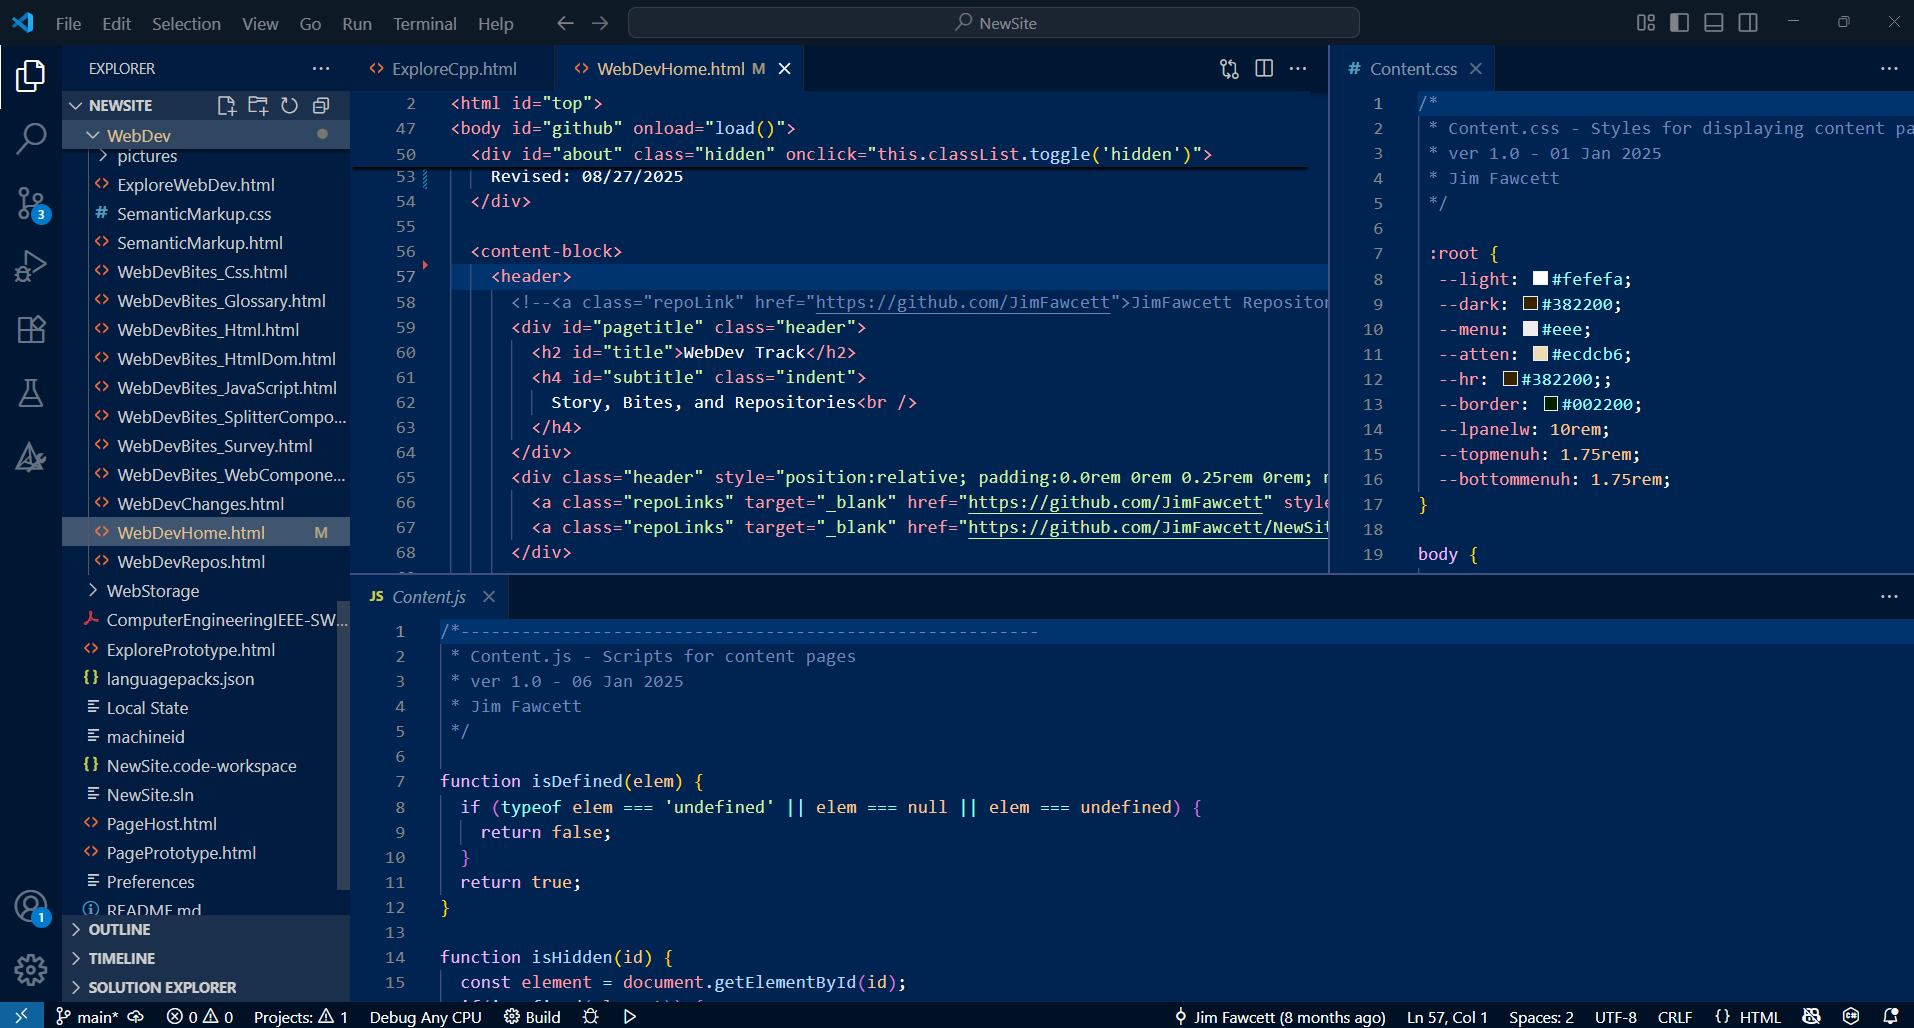 File Edit Selection View Go Run Terminal Help
NewSite
EXPLORER
NEWSITE
WebDev
pictures
ExploreWebDev.html
SemanticMarkup.css
SemanticMarkup.html
WebDevBites_Css.html
WebDevBites_Glossary.html
WebDevBites_Html.html
WebDevBites_HtmlDom.html
WebDevBites_JavaScript.html
WebDevBites_SplitterCompo...
WebDevBites_Survey.html
WebDevBites_WebCompone...
WebDevChanges.html
WebDevHome.html M
WebDevRepos.html
WebStorage
ComputerEngineeringIEEE-SW...
ExplorePrototype.html
languagepacks.json
Local State
machineid
NewSite.code-workspace
NewSite.sln
PageHost.html
PagePrototype.html
Preferences
README.md
OUTLINE
TIMELINE
SOLUTION EXPLORER
3
1
ExploreCpp.html WebDevHome.html M
2 <html id="top">
47 <body id="github" onload="load()">
50 <div id="about" class="hidden" onclick="this.classList.toggle('hidden')">
53 Revised: 08/27/2025
54 </div>
55
56 <content-block>
57 <header>
58 <!--<a class="repoLink" href="https://github.com/JimFawcett">JimFawcett Repositor
59 <div id="pagetitle" class="header">
60 <h2 id="title">WebDev Track</h2>
61 <h4 id="subtitle" class="indent">
62 Story, Bites, and Repositories<br />
63 </h4>
64 </div>
65 <div class="header" style="position:relative; padding:0.0rem 0rem 0.25rem 0rem;
66 <a class="repoLinks" target="_blank" href="https://github.com/JimFawcett" style
67 <a class="repoLinks" target="_blank" href="https://github.com/JimFawcett/NewSit
68 </div>
# Content.css
1 /*
2 * Content.css - Styles for displaying content pa
3 * ver 1.0 - 01 Jan 2025
4 * Jim Fawcett
5 */
6
7 :root {
8 --light: #fefefa;
9 --dark: #382200;
10 --menu: #eee;
11 --atten: #ecdcb6;
12 --hr: #382200;;
13 --border: #002200;
14 --lpanelw: 10rem;
15 --topmenuh: 1.75rem;
16 --bottommenuh: 1.75rem;
17 }
18
19 body {
JS Content.js
1 /*---------------------------------------------------------
2 * Content.js - Scripts for content pages
3 * ver 1.0 - 06 Jan 2025
4 * Jim Fawcett
5 */
6
7 function isDefined(elem) {
8 if (typeof elem === 'undefined' || elem === null || elem === undefined) {
9 return false;
10 }
11 return true;
12 }
13
14 function isHidden(id) {
15 const element = document.getElementById(id);
main* 0 0 Projects: 1 Debug Any CPU Build Jim Fawcett (8 months ago) Ln 57, Col 1 Spaces: 2 UTF-8 CRLF {} HTML